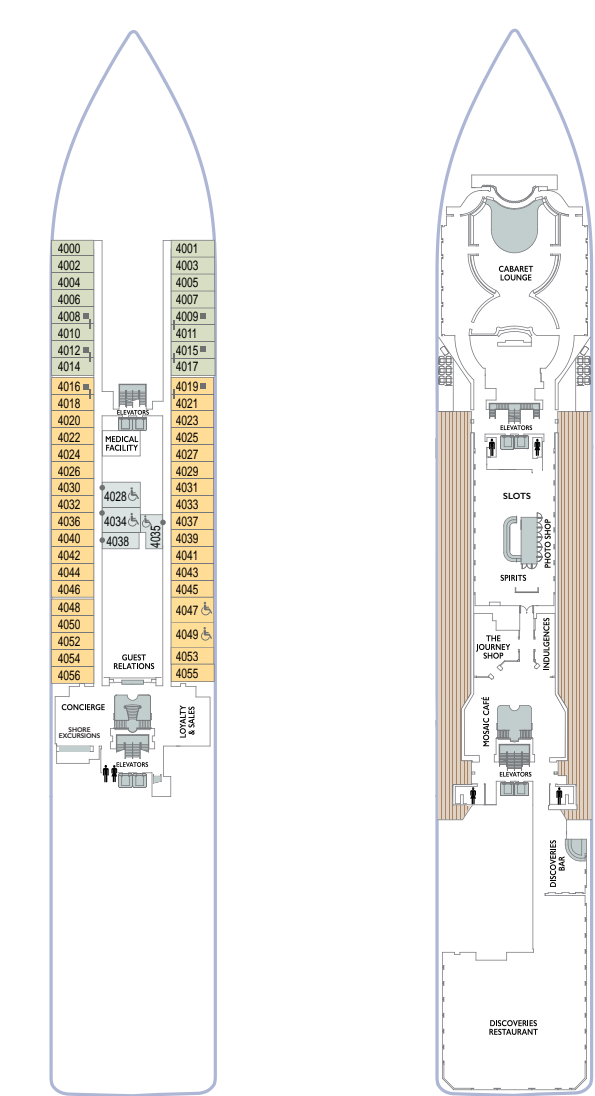 4000
4002
4004
4006
4008
4010
4012
4014
4016
4018
4020
4022
4024
4026
4030
4032
4036
4040
4042
4044
4046
4048
4050
4052
4054
4056
4001
4003
4005
4007
4009
4011
4015
4017
4019
4021
4023
4025
4027
4029
4031
4033
4037
4039
4041
4043
4045
4047
4049
4053
4055
ELEVATORS
MEDICAL
FACILITY
4028
4034
4035
4038
GUEST
RELATIONS
CONCIERGE
SHORE
EXCURSIONS
LOYALTY
& SALES
ELEVATORS
CABARET
LOUNGE
ELEVATORS
SLOTS
PHOTO SHOP
SPIRITS
THE
JOURNEY
SHOP
INDULGENCES
MOSAIC CAFÉ
ELEVATORS
DISCOVERIES
BAR
DISCOVERIES
RESTAURANT